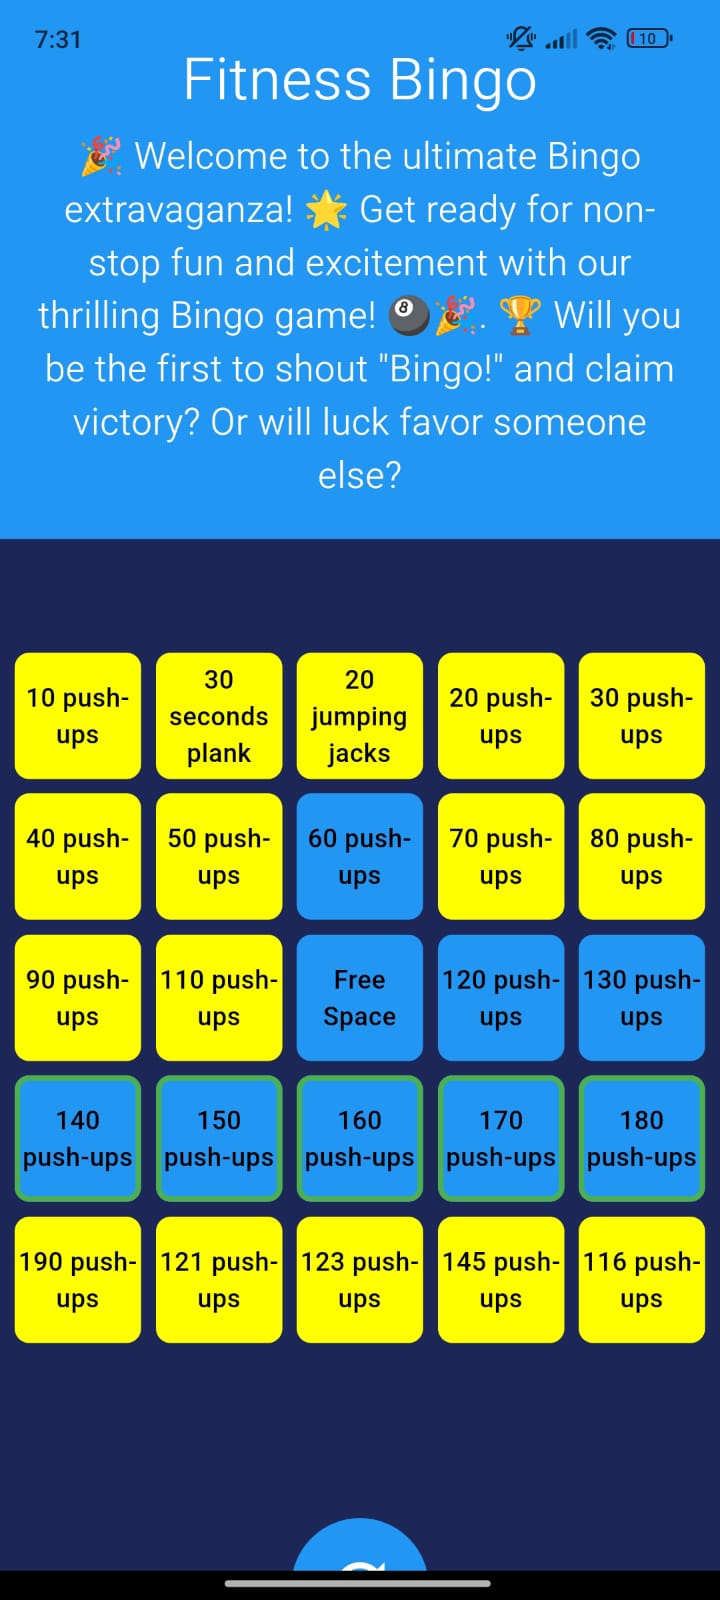 7:31
10
Fitness Bingo
🎉 Welcome to the ultimate Bingo
extravaganza! 🌟 Get ready for non-
stop fun and excitement with our
thrilling Bingo game! 🎱🎉. 🏆 Will you
be the first to shout "Bingo!" and claim
victory? Or will luck favor someone
else?
10 push-
ups
30
seconds
plank
20
jumping
jacks
20 push-
ups
30 push-
ups
40 push-
ups
50 push-
ups
60 push-
ups
70 push-
ups
80 push-
ups
90 push-
ups
110 push-
ups
Free
Space
120 push-
ups
130 push-
ups
140
push-ups
150
push-ups
160
push-ups
170
push-ups
180
push-ups
190 push-
ups
121 push-
ups
123 push-
ups
145 push-
ups
116 push-
ups